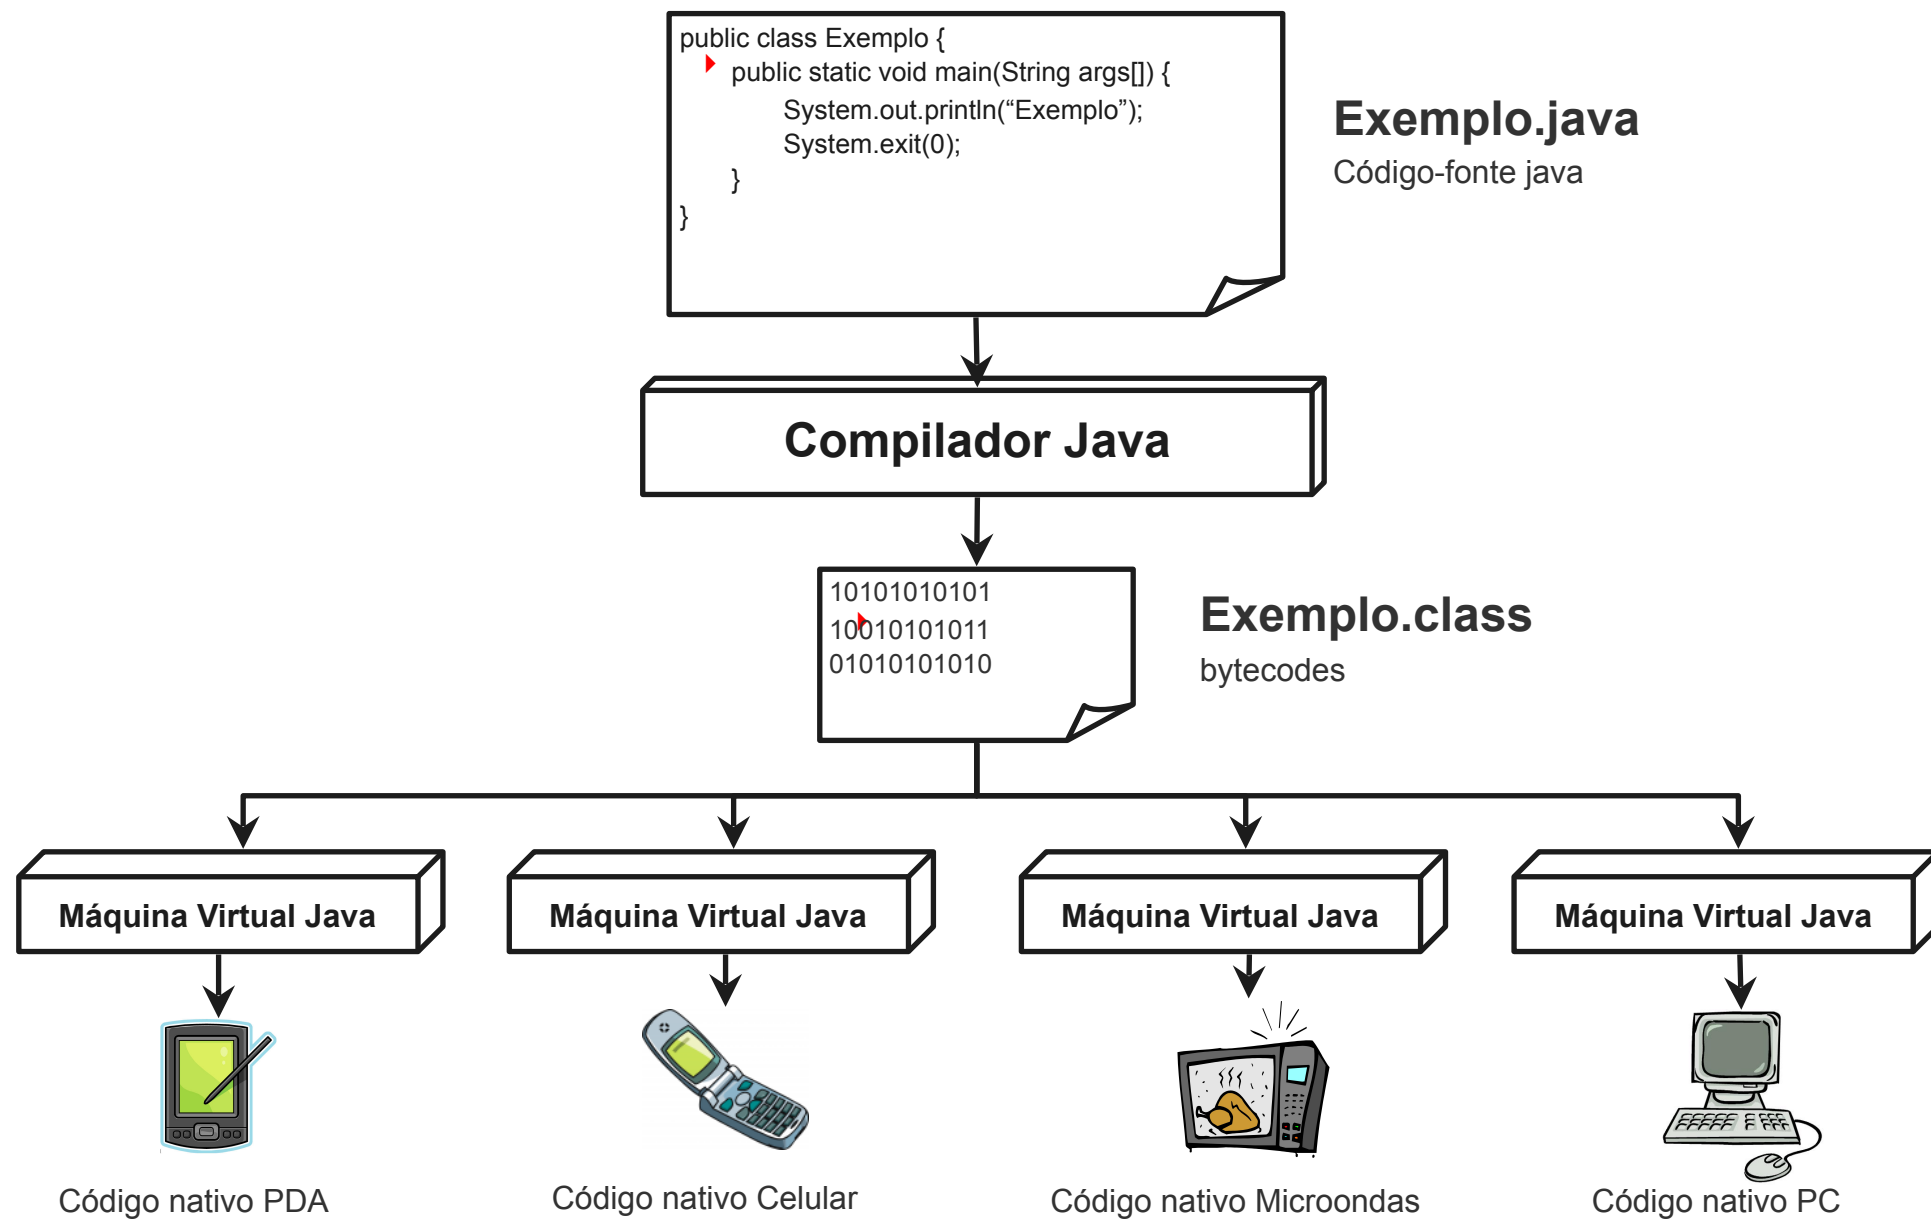 public class Exemplo {
public static void main(String args[]) {
System.out.println(“Exemplo”);
System.exit(0);
}
}
Exemplo.java
Código-fonte java
Compilador Java
10101010101
10010101011
01010101010
Exemplo.class
bytecodes
Máquina Virtual Java
Máquina Virtual Java
Máquina Virtual Java
Máquina Virtual Java
Código nativo PDA
Código nativo Celular
Código nativo Microondas
Código nativo PC